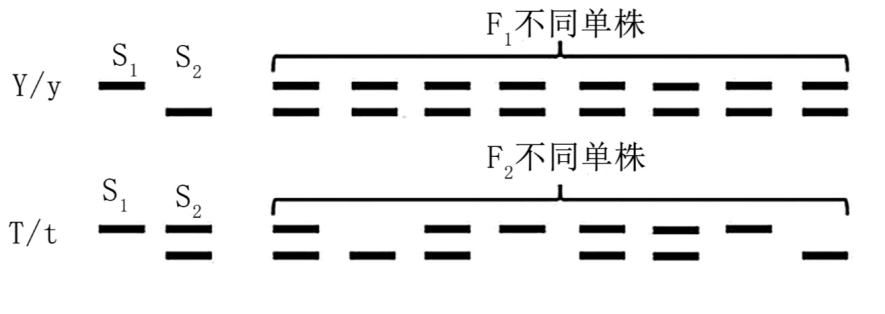 F₁不同单株
S₁ S₂
Y/y
F₂不同单株
S₁ S₂
T/t